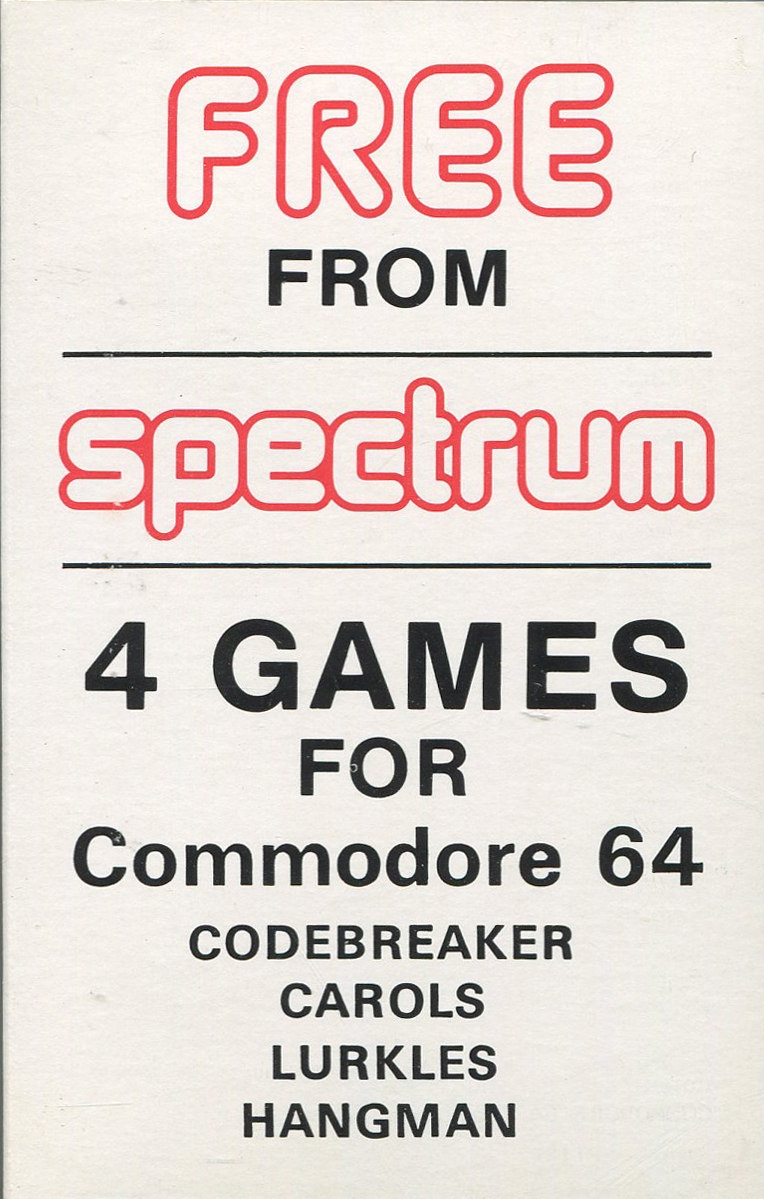 FREE
FROM
spectrum
4 GAMES
FOR
Commodore 64
CODEBREAKER
CAROLS
LURKLES
HANGMAN